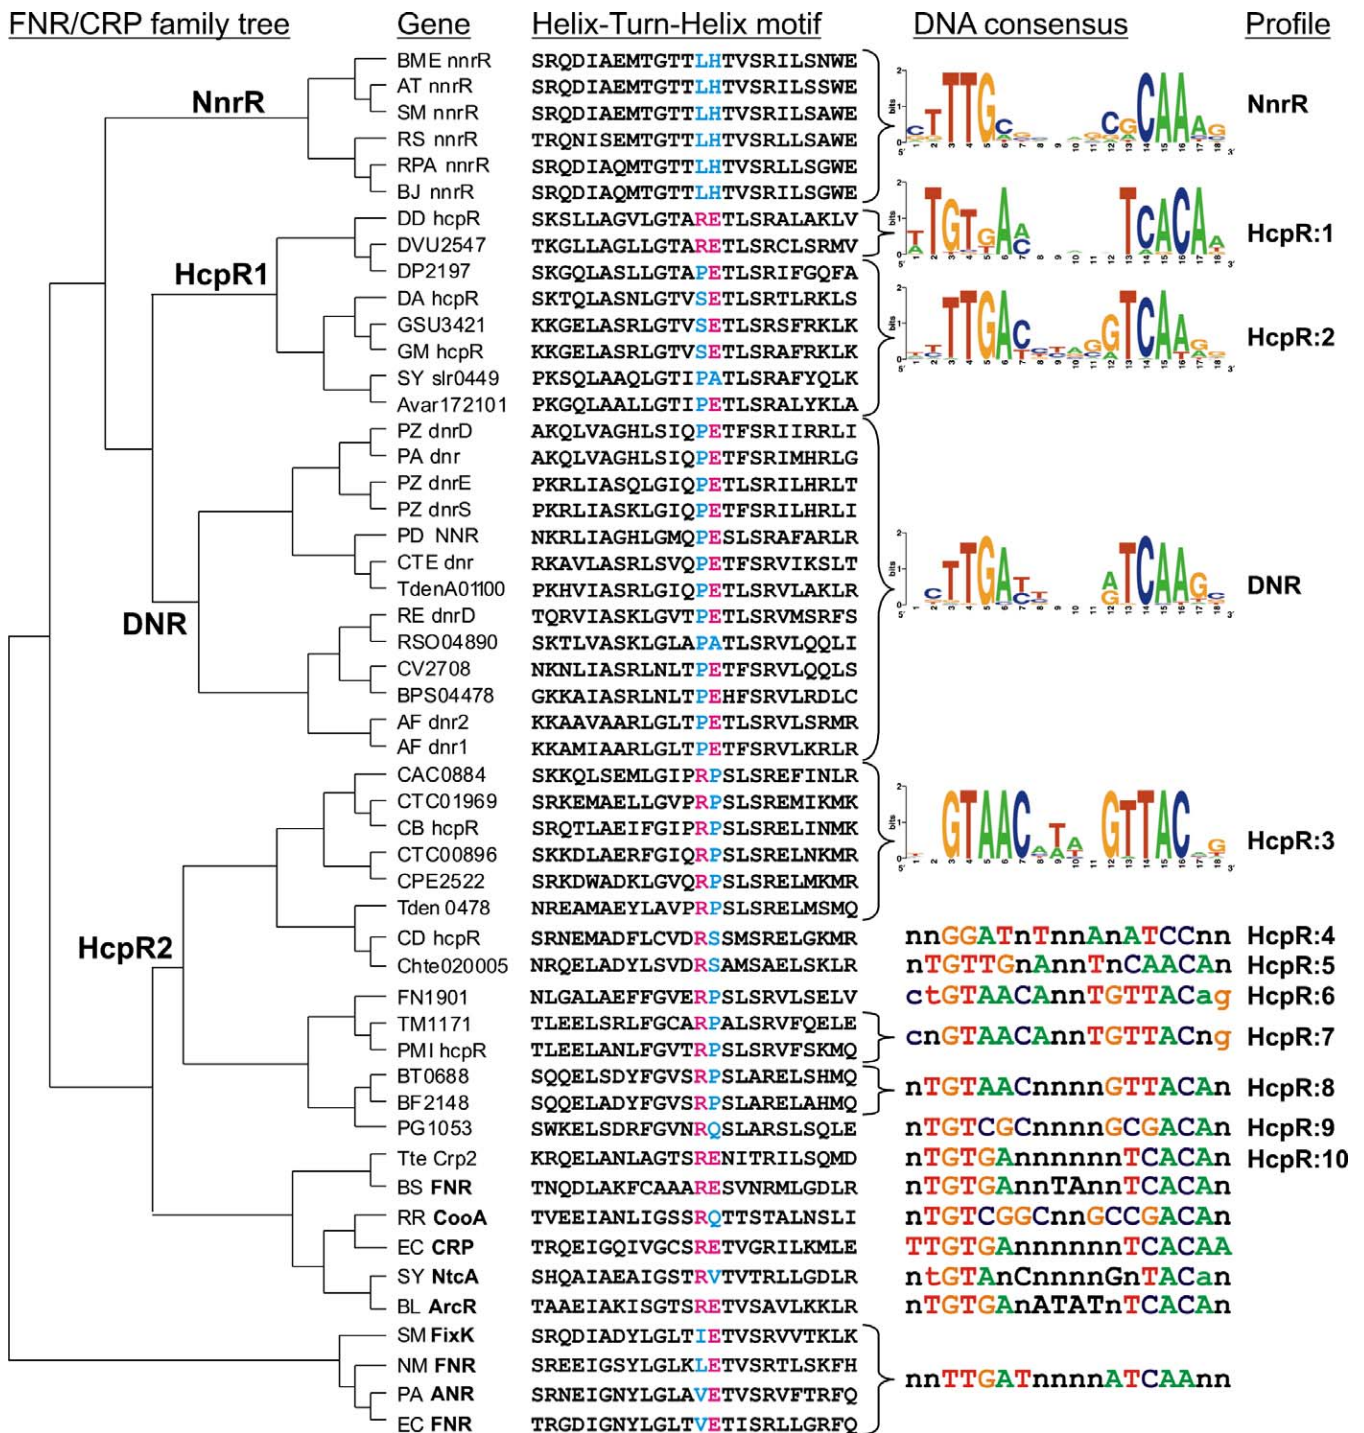 FNR/CRP family tree Gene Helix-Turn-Helix motif DNA consensus Profile
BME nnrR SRQDIAEMTGTTLHTVSRILSNWE
AT nnrR SRQDIAEMTGTTLHTVSRILSSWE
SM nnrR SRQDIAEMTGTTLHTVSRILSAWE
RS nnrR TRQNISEMTGTTLHTVSRLLSAWE
RPA nnrR SRQDIAQMTGTTLHTVSRLLSGWE
BJ nnrR SRQDIAQMTGTTLHTVSRILSGWE
NnrR
NnrR
DD hcpR SKSLLAGVLGTARETLSRALAKLV
DVU2547 TKGLLAGLLGTARETLSRCLSRMV
HcpR:1
DP2197 SKGQLASLLGTAPETLSRIFGQFA
DA hcpR SKTQLASNLGTVSETLSRTLRKLS
GSU3421 KKGELASRLGTVSETLSRSFRKLK
GM hcpR KKGELASRLGTVSETLSRAFRKLK
SY slr0449 PKSQLAAQLGTIPATLSRAFYQLK
Avar172101 PKGQLAALLGTIPETLSRALYKLA
HcpR1
HcpR:2
PZ dnrD AKQLVAGHLSIQPETFSRIIRRLI
PA dnr AKQLVAGHLSIQPETFSRIMHRLG
PZ dnrE PKRLIASQLGIQPETLSRILHRLT
PZ dnrS PKRLIASKLGIQPETFSRILHRLI
PD NNR NKRLIAGHLGMQPESLSRAFARLR
CTE dnr RKAVLASRLSVQPETLSRVIKSLT
TdenA01100 PKHVIASRLGIQPETLSRVLAKLR
RE dnrD TQRVIASKLGVTPETLSRVMSRFS
RSO04890 SKTLVASKLGLAPATLSRVLQQLI
CV2708 NKNLIASRLNLTPETFSRVLQQLS
BPS04478 GKKAIASRLNLTPEHFSRVLRDLC
AF dnr2 KKAAVAARLGLTPETLSRVLSRMR
AF dnr1 KKAMIAARLGLTPETFSRVLKRLR
DNR
DNR
CAC0884 SKKQLSEMLGIPRPSLSREFINLR
CTC01969 SRKEMAELLGVPRPSLSREMIKMK
CB hcpR SRQTLAEIFGIPRPSLSRELINMK
CTC00896 SKKDLAERFGIQRPSLSRELNKMR
CPE2522 SRKDWADKLGVQRPSLSRELMKMR
Tden 0478 NREAMAEYLAVPRPSLSRELMSMQ
HcpR:3
HcpR2
CD hcpR SRNEMADFLCVDRSSMSRELGKMR nnGGATnTnnAnATCCnn HcpR:4
Chte020005 NRQELADYLSVDRSAMSAELSKLR nTGTTGnAnnTnCAACAn HcpR:5
FN1901 NLGALAEFFGVERPSLSRVLSELV ctGTAACAnnTGTTACag HcpR:6
TM1171 TLEELSRLFGCARPALSRVFQELE
PMI hcpR TLEELANLFGVTRPSLSRVFSKMQ
cnGTAACAnnTGTTACng HcpR:7
BT0688 SQQELSDYFGVSRPSLARELSHMQ
BF2148 SQQELADYFGVSRPSLARELAHMQ
nTGTAACnnnnGTTACAn HcpR:8
PG1053 SWKELSDRFGVNRQSLARSLSQLE nTGTCGCnnnnGCGACAn HcpR:9
Tte Crp2 KRQELANLAGTSRENITRILSQMD nTGTGAnnnnnnTCACAn HcpR:10
BS FNR TNQDLAKFCAAARESVNRMLGDLR nTGTGAnnTAnnTCACAn
RR CooA TVEEIANLIGSSRQTTSTALNSLI nTGTCGGCnnGCCGACAn
EC CRP TRQEIGQIVGCSRETVGRILKMLE TTGTGAnnnnnnTCACAA
SY NtcA SHQAIAEAIGSTRVTVTRLLGDLR ntGTAnCnnnnGnTACan
BL ArcR TAAEIAKISGTSRETVSAVLKKLR nTGTGAnATATnTCACAn
SM FixK SRQDIADYLGLTIETVSRVVTKLK
NM FNR SREEIGSYLGLKLETVSRTLSKFH
PA ANR SRNEIGNYLGLAVETVSRVFTRFQ
EC FNR TRGDIGNYLGLTVETISRLLGRFQ
nnTTGATnnnnATCAAnn